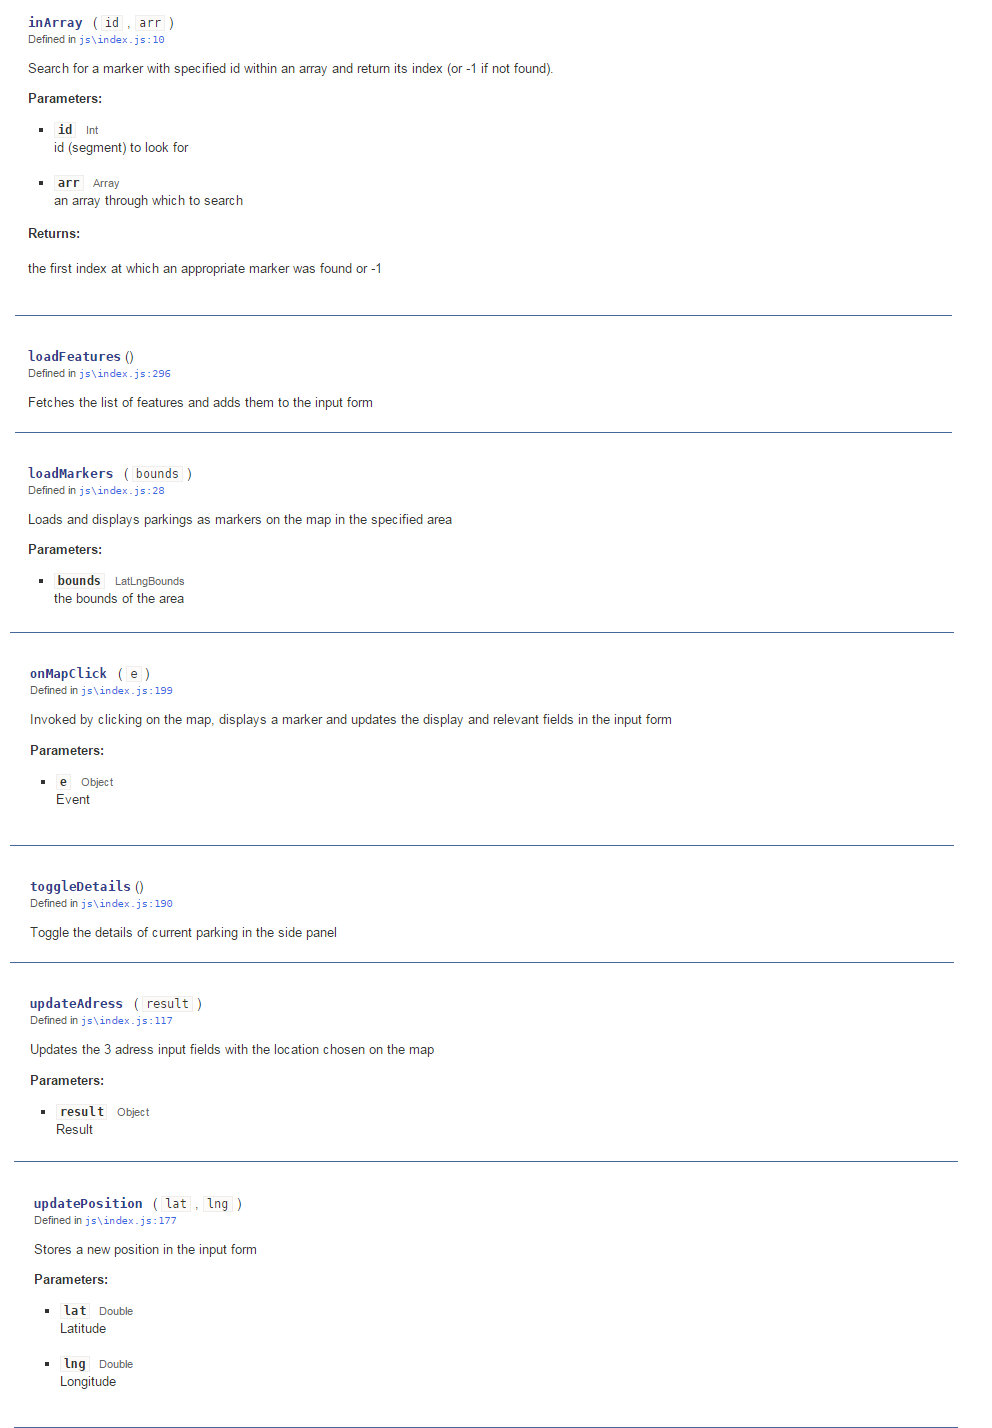 inArray ( id , arr )
Defined in js\index.js:10
Search for a marker with specified id within an array and return its index (or -1 if not found).
Parameters:
id Int
id (segment) to look for
arr Array
an array through which to search
Returns:
the first index at which an appropriate marker was found or -1
loadFeatures ()
Defined in js\index.js:296
Fetches the list of features and adds them to the input form
loadMarkers ( bounds )
Defined in js\index.js:28
Loads and displays parkings as markers on the map in the specified area
Parameters:
bounds LatLngBounds
the bounds of the area
onMapClick ( e )
Defined in js\index.js:199
Invoked by clicking on the map, displays a marker and updates the display and relevant fields in the input form
Parameters:
e Object
Event
toggleDetails ()
Defined in js\index.js:190
Toggle the details of current parking in the side panel
updateAdress ( result )
Defined in js\index.js:117
Updates the 3 adress input fields with the location chosen on the map
Parameters:
result Object
Result
updatePosition ( lat , lng )
Defined in js\index.js:177
Stores a new position in the input form
Parameters:
lat Double
Latitude
lng Double
Longitude